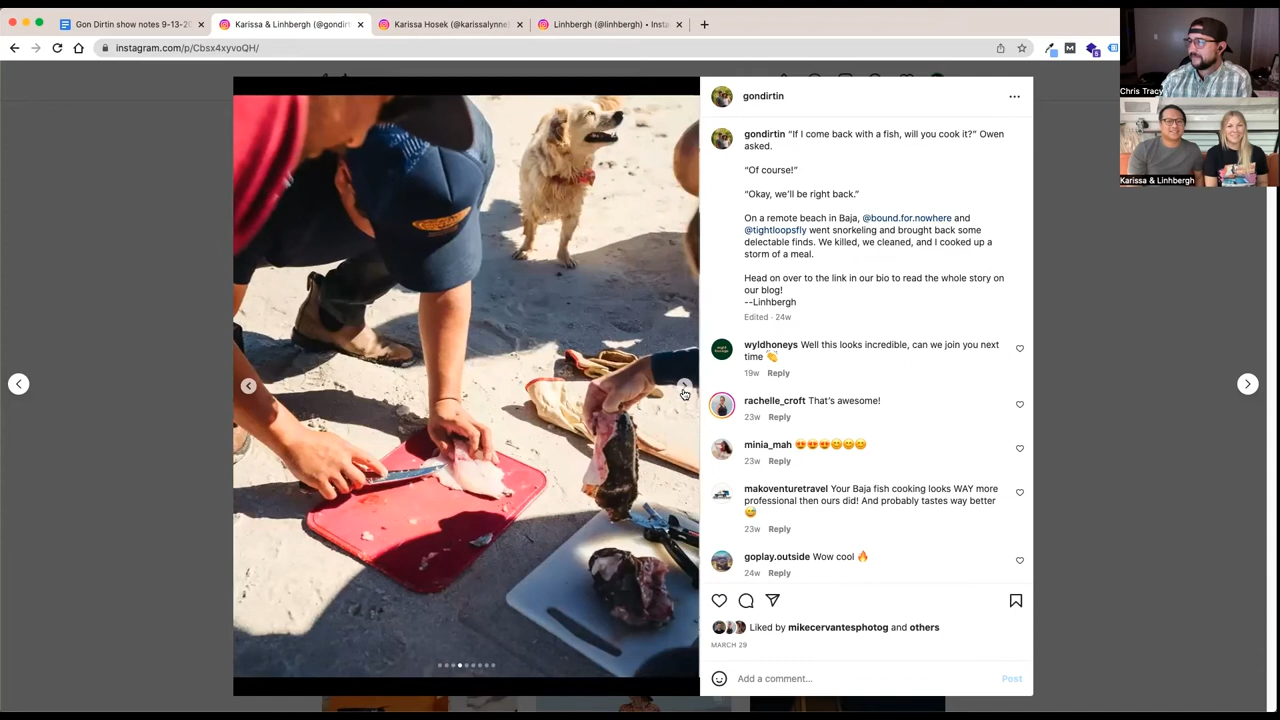 Gon Dirtin show notes 9-13-20
Karissa & Linhbergh (@gondirt
Karissa Hosek (@karissalynne
Linhbergh (@linhbergh) • Insta
instagram.com/p/Cbsx4xyvoQH/
Chris Tracy
Karissa & Linhbergh
gondirtin
gondirtin “If I come back with a fish, will you cook it?” Owen
asked.
“Of course!”
“Okay, we’ll be right back.”
On a remote beach in Baja, @bound.for.nowhere and
@tightloopsfly went snorkeling and brought back some
delectable finds. We killed, we cleaned, and I cooked up a
storm of a meal.
Head on over to the link in our bio to read the whole story on
our blog!
--Linhbergh
Edited · 24w
wyldhoneys Well this looks incredible, can we join you next
time 👏
19w Reply
rachelle_croft That’s awesome!
23w Reply
minia_mah 😍😍😍😊😊😊
23w Reply
makoventuretravel Your Baja fish cooking looks WAY more
professional then ours did! And probably tastes way better
😅
23w Reply
goplay.outside Wow cool 🔥
24w Reply
Liked by mikecervantesphotog and others
MARCH 29
Add a comment...
Post